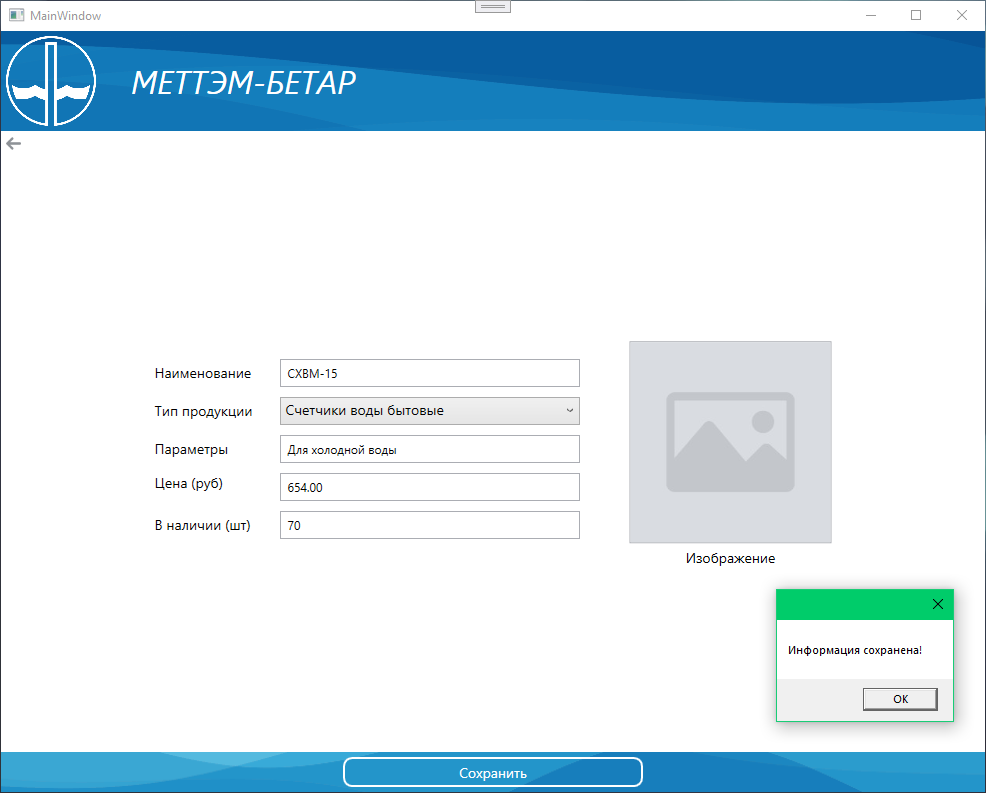 MainWindow
МЕТТЭМ-БЕТАР
Наименование
СХВМ-15
Тип продукции
Счетчики воды бытовые
Параметры
Для холодной воды
Цена (руб)
654.00
В наличии (шт)
70
Изображение
Информация сохранена!
OK
Сохранить